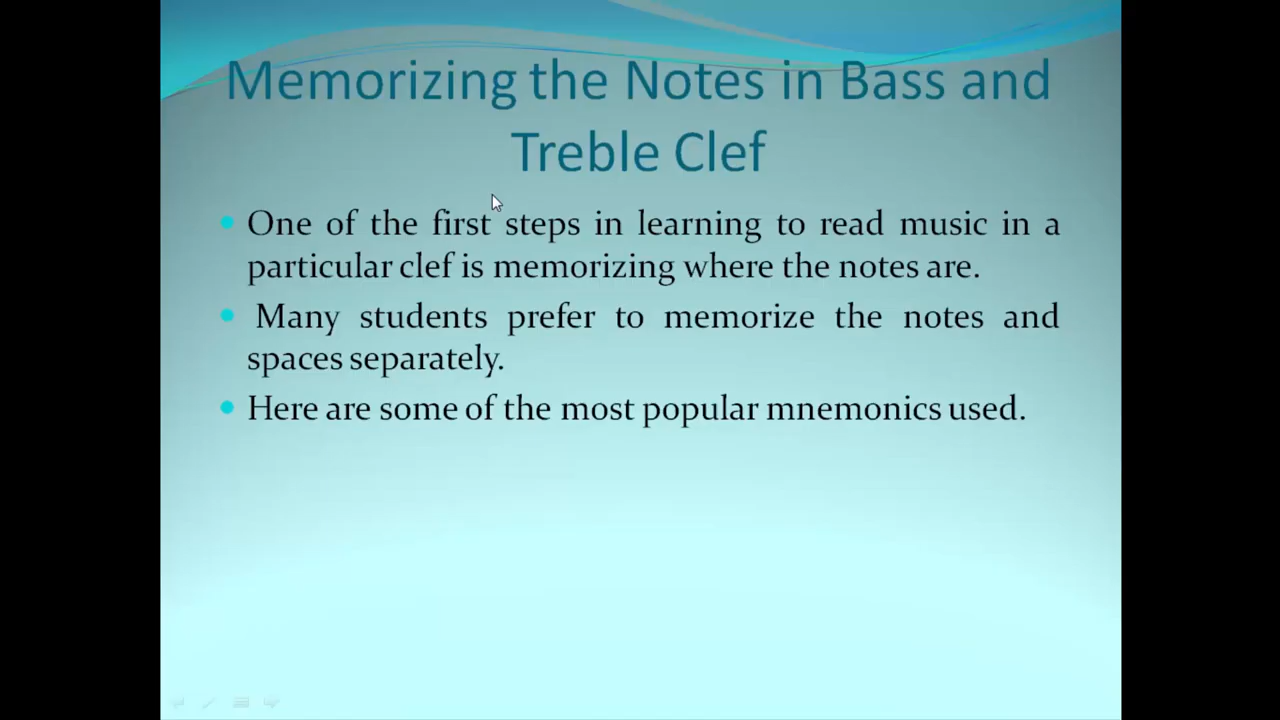 Memorizing the Notes in Bass and
Treble Clef
One of the first steps in learning to read music in a
particular clef is memorizing where the notes are.
Many students prefer to memorize the notes and
spaces separately.
Here are some of the most popular mnemonics used.